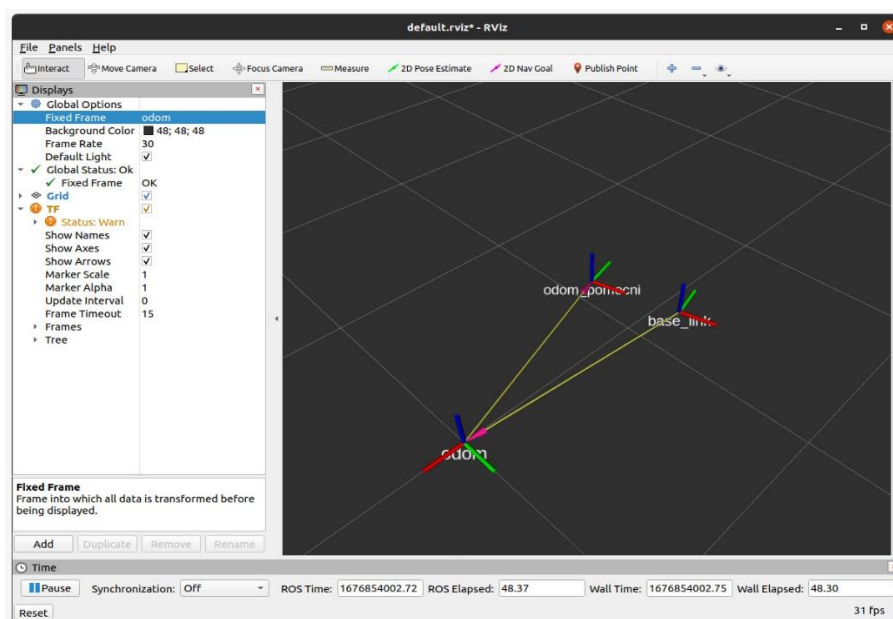 default.rviz* - RViz
File Panels Help
Interact Move Camera Select Focus Camera Measure 2D Pose Estimate 2D Nav Goal Publish Point
Displays
Global Options
Fixed Frame odom
Background Color 48; 48; 48
Frame Rate 30
Default Light
Global Status: Ok
Fixed Frame OK
Grid
TF
Status: Warn
Show Names
Show Axes
Show Arrows
Marker Scale 1
Marker Alpha 1
Update Interval 0
Frame Timeout 15
Frames
Tree
odom_pomocni
base_link
odom
Fixed Frame
Frame into which all data is transformed before
being displayed.
Add Duplicate Remove Rename
Time
Pause Synchronization: Off ROS Time: 1676854002.72 ROS Elapsed: 48.37 Wall Time: 1676854002.75 Wall Elapsed: 48.30
Reset 31 fps